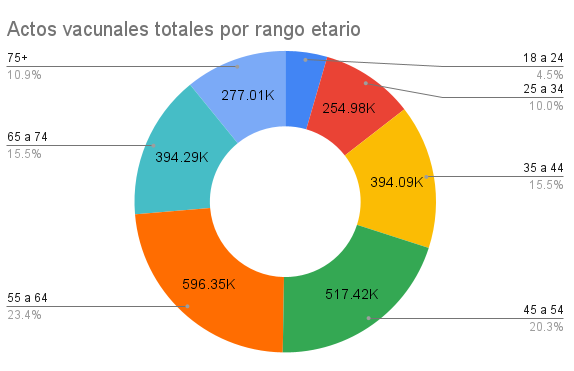 Actos vacunales totales por rango etario
18 a 24
4.5%
25 a 34
10.0%
254.98K
35 a 44
15.5%
394.09K
45 a 54
20.3%
517.42K
55 a 64
23.4%
596.35K
65 a 74
15.5%
394.29K
75+
10.9%
277.01K